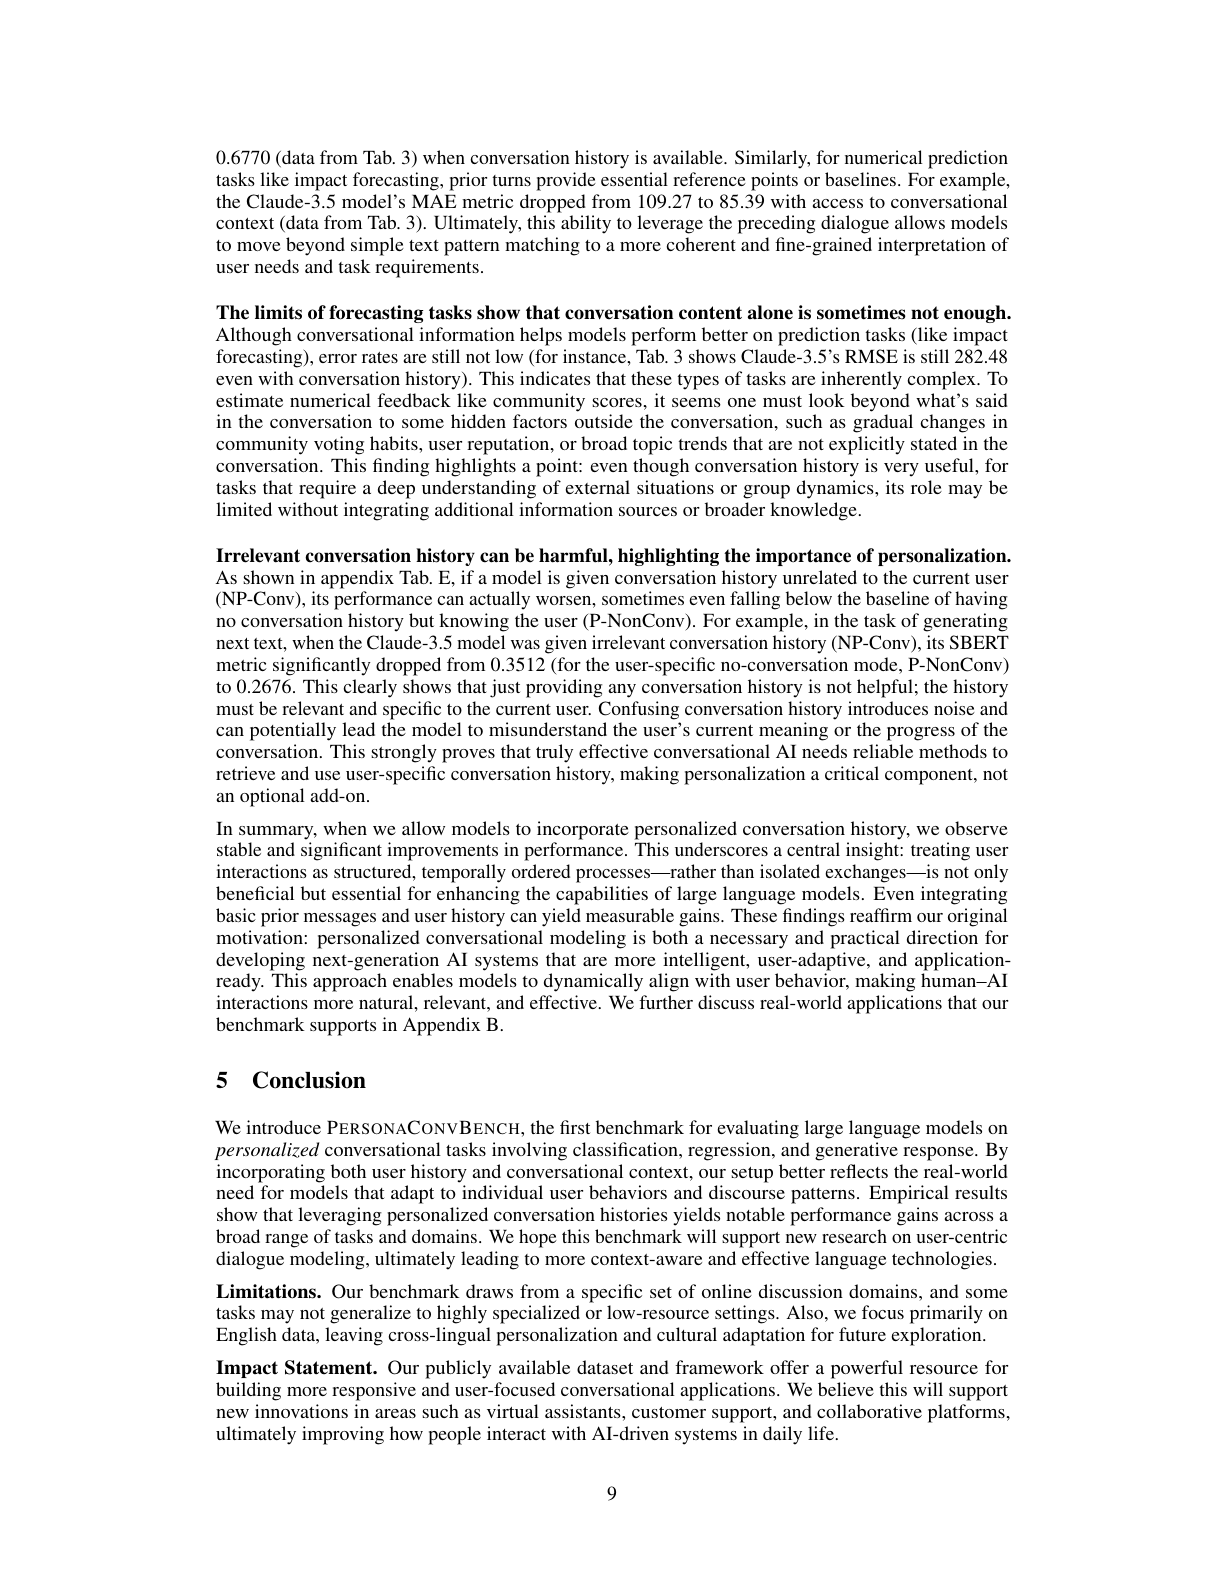 0.6770 (data from Tab. 3) when conversation history is available. Similarly, for numerical prediction
tasks like impact forecasting, prior turns provide essential reference points or baselines. For example,
the Claude-3.5 model's MAE metric dropped from 109.27 to 85.39 with access to conversational
context (data from Tab. 3). Ultimately, this ability to leverage the preceding dialogue allows models
to move beyond simple text pattern matching to a more coherent and fine-grained interpretation of
user needs and task requirements.
The limits of forecasting tasks show that conversation content alone is sometimes not enough.
Although conversational information helps models perform better on prediction tasks (like impact
forecasting), error rates are still not low (for instance, Tab. 3 shows Claude-3.5's RMSE is still 282.48
even with conversation history). This indicates that these types of tasks are inherently complex. To
estimate numerical feedback like community scores, it seems one must look beyond what's said
in the conversation to some hidden factors outside the conversation, such as gradual changes in
community voting habits, user reputation, or broad topic trends that are not explicitly stated in the
conversation. This finding highlights a point: even though conversation history is very useful, for
tasks that require a deep understanding of external situations or group dynamics, its role may be
limited without integrating additional information sources or broader knowledge.
Irrelevant conversation history can be harmful, highlighting the importance of personalization.
As shown in appendix Tab. E, if a model is given conversation history unrelated to the current user
(NP-Conv), its performance can actually worsen, sometimes even falling below the baseline of having
no conversation history but knowing the user (P-NonConv). For example, in the task of generating
next text, when the Claude-3.5 model was given irrelevant conversation history (NP-Conv), its SBERT
metric significantly dropped from 0.3512 (for the user-specific no-conversation mode, P-NonConv)
to 0.2676. This clearly shows that just providing any conversation history is not helpful; the history
must be relevant and specific to the current user. Confusing conversation history introduces noise and
can potentially lead the model to misunderstand the user's current meaning or the progress of the
conversation. This strongly proves that truly effective conversational AI needs reliable methods to
retrieve and use user-specific conversation history, making personalization a critical component, not
an optional add-on.
In summary, when we allow models to incorporate personalized conversation history, we observe
stable and significant improvements in performance. This underscores a central insight: treating user
interactions as structured, temporally ordered processes—rather than isolated exchanges—is not only
beneficial but essential for enhancing the capabilities of large language models. Even integrating
basic prior messages and user history can yield measurable gains. These findings reaffirm our original
motivation: personalized conversational modeling is both a necessary and practical direction for
developing next-generation AI systems that are more intelligent, user-adaptive, and application-
ready. This approach enables models to dynamically align with user behavior, making human–AI
interactions more natural, relevant, and effective. We further discuss real-world applications that our
benchmark supports in Appendix B.
5 Conclusion
We introduce PERSONACONVBENCH, the first benchmark for evaluating large language models on
personalized conversational tasks involving classification, regression, and generative response. By
incorporating both user history and conversational context, our setup better reflects the real-world
need for models that adapt to individual user behaviors and discourse patterns. Empirical results
show that leveraging personalized conversation histories yields notable performance gains across a
broad range of tasks and domains. We hope this benchmark will support new research on user-centric
dialogue modeling, ultimately leading to more context-aware and effective language technologies.
Limitations. Our benchmark draws from a specific set of online discussion domains, and some
tasks may not generalize to highly specialized or low-resource settings. Also, we focus primarily on
English data, leaving cross-lingual personalization and cultural adaptation for future exploration.
Impact Statement. Our publicly available dataset and framework offer a powerful resource for
building more responsive and user-focused conversational applications. We believe this will support
new innovations in areas such as virtual assistants, customer support, and collaborative platforms,
ultimately improving how people interact with AI-driven systems in daily life.
9